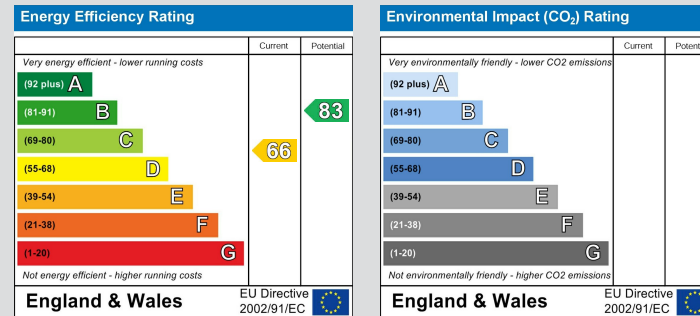 Energy Efficiency Rating
Current Potential
Very energy efficient - lower running costs
(92 plus) A
(81-91) B
83
(69-80) C
66
(55-68) D
(39-54) E
(21-38) F
(1-20) G
Not energy efficient - higher running costs
England & Wales
EU Directive
2002/91/EC
Environmental Impact (CO₂) Rating
Current Potent
Very environmentally friendly - lower CO2 emissions
(92 plus) A
(81-91) B
(69-80) C
(55-68) D
(39-54) E
(21-38) F
(1-20) G
Not environmentally friendly - higher CO2 emissions
England & Wales
EU Directive
2002/91/EC